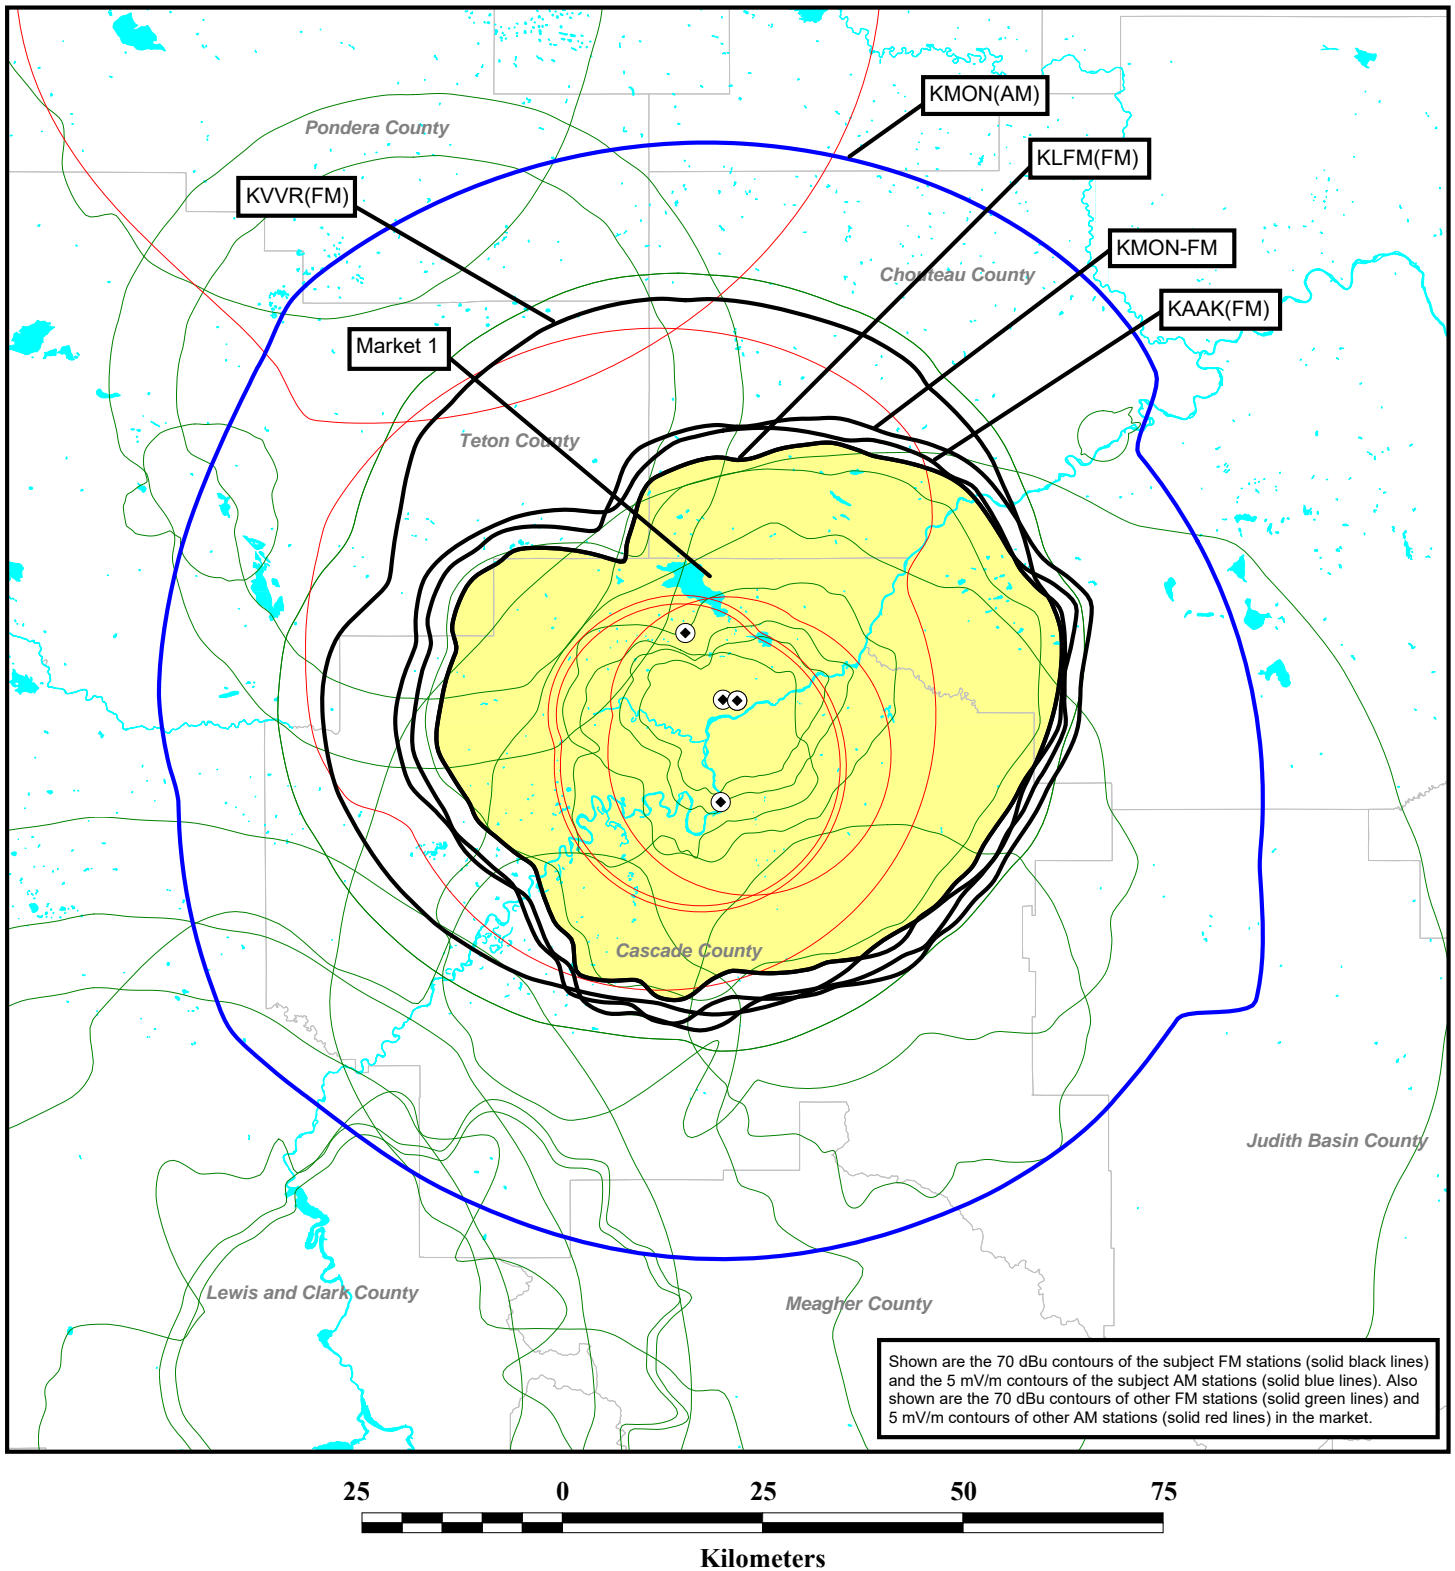 KMON(AM)
Pondera County
KLFM(FM)
KVVR(FM)
KMON-FM
Chouteau County
KAAK(FM)
Market 1
Teton County
Cascade County
Judith Basin County
Lewis and Clark County
Meagher County
Shown are the 70 dBu contours of the subject FM stations (solid black lines)
and the 5 mV/m contours of the subject AM stations (solid blue lines). Also
shown are the 70 dBu contours of other FM stations (solid green lines) and
5 mV/m contours of other AM stations (solid red lines) in the market.
25 0 25 50 75
Kilometers